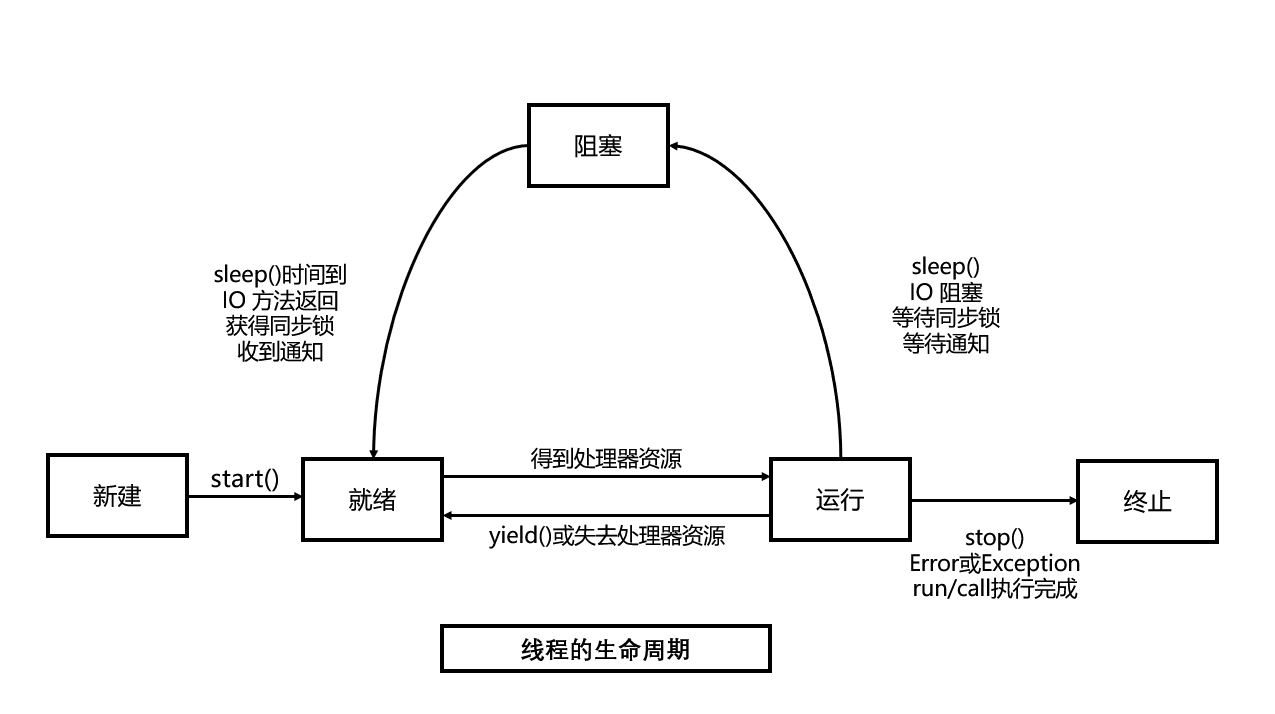 阻塞
sleep()时间到
IO 方法返回
获得同步锁
收到通知
sleep()
IO 阻塞
等待同步锁
等待通知
新建
start()
就绪
得到处理器资源
yield()或失去处理器资源
运行
stop()
Error或Exception
run/call执行完成
终止
线程的生命周期